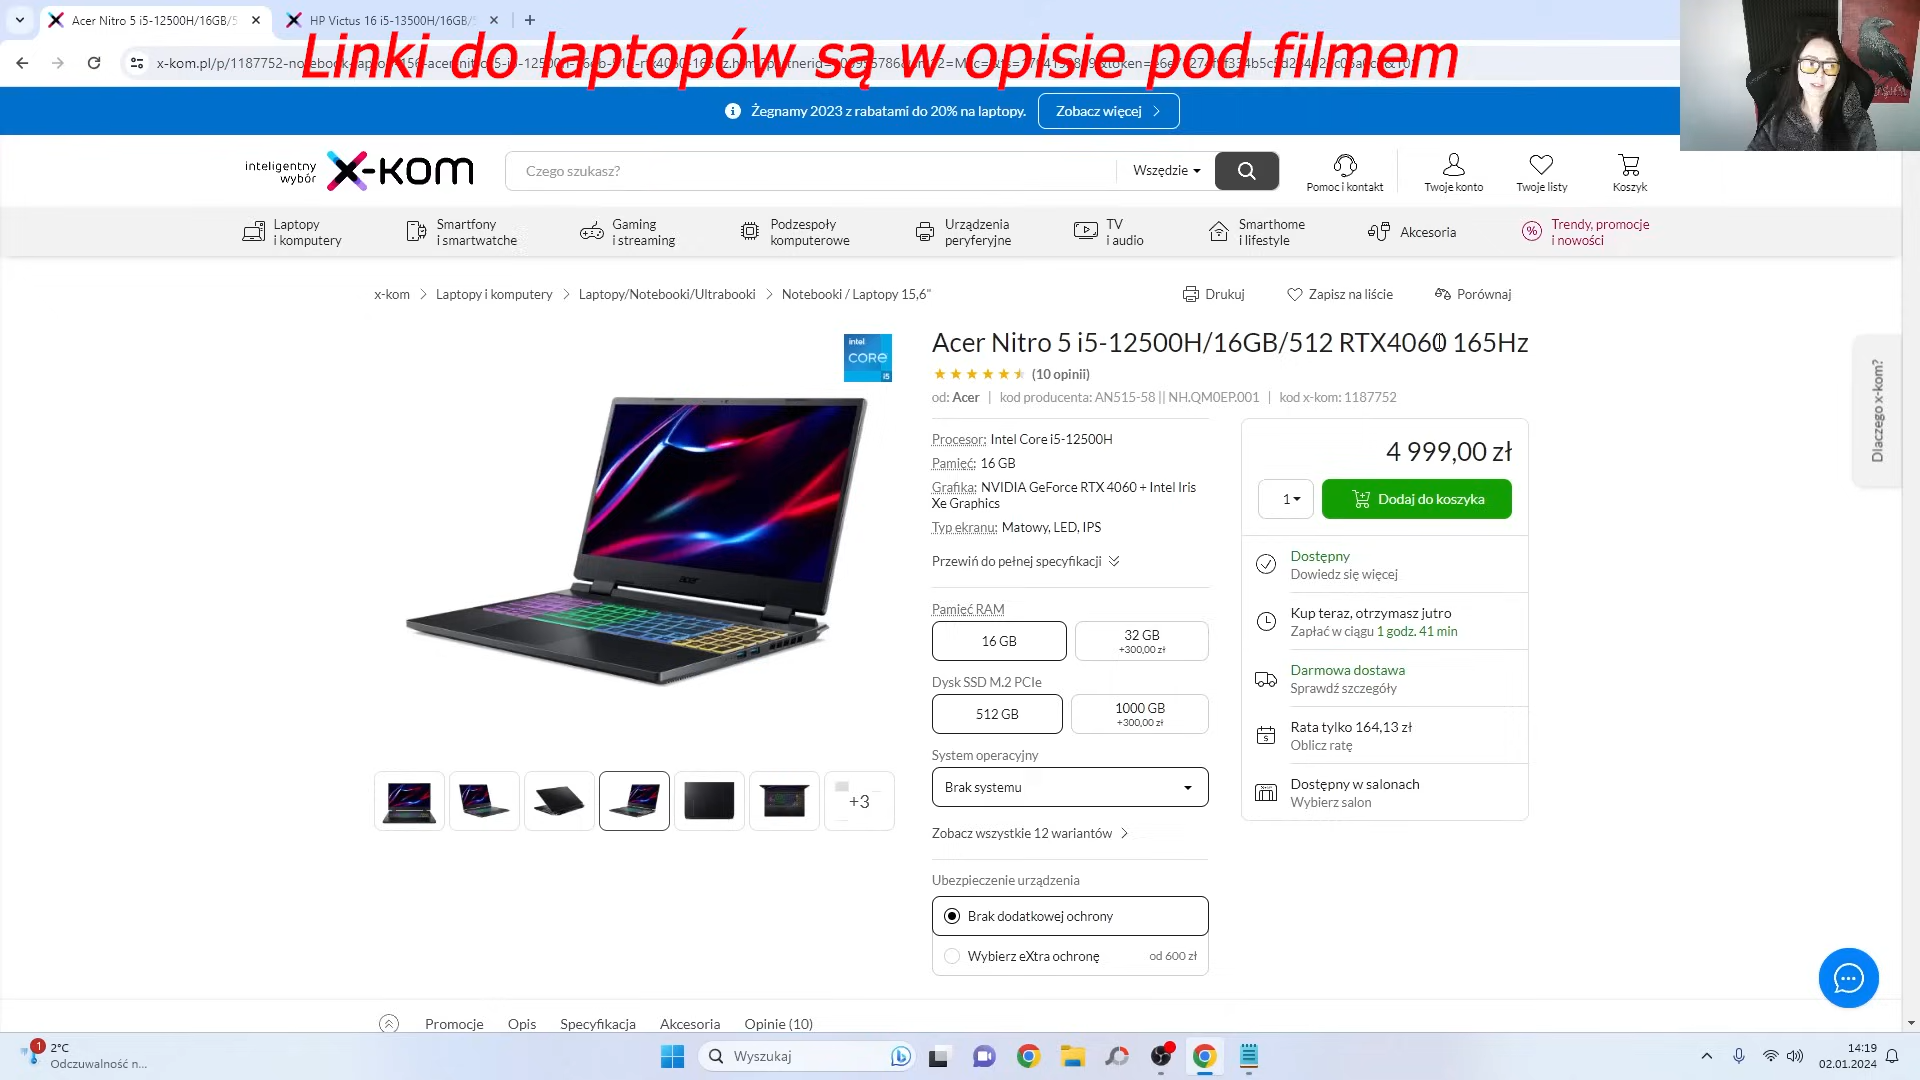 Acer Nitro 5 i5-12500H/16GB/5
HP Victus 16 i5-13500H/16GB/5
Linki do laptopów są w opisie pod filmem
Żegnamy 2023 z rabatami do 20% na laptopy.
Zobacz więcej
inteligentny
wybór
x-kom
Czego szukasz?
Wszędzie
Pomoc i kontakt
Twoje konto
Twoje listy
Koszyk
Laptopy
i komputery
Smartfony
i smartwatche
Gaming
i streaming
Podzespoły
komputerowe
Urządzenia
peryferyjne
TV
i audio
Smarthome
i lifestyle
Akcesoria
Trendy, promocje
i nowości
x-kom
Laptopy i komputery
Laptopy/Notebooki/Ultrabooki
Notebooki / Laptopy 15,6"
Drukuj
Zapisz na liście
Porównaj
Dlaczego x-kom?
intel
CORE
i5
acer
Acer Nitro 5 i5-12500H/16GB/512 RTX4060 165Hz
(10 opinii)
od: Acer | kod producenta: AN515-58 || NH.QM0EP.001 | kod x-kom: 1187752
Procesor: Intel Core i5-12500H
Pamięć: 16 GB
Grafika: NVIDIA GeForce RTX 4060 + Intel Iris
Xe Graphics
Typ ekranu: Matowy, LED, IPS
Przewiń do pełnej specyfikacji
Pamięć RAM
16 GB
32 GB
+300,00 zł
Dysk SSD M.2 PCIe
512 GB
1000 GB
+300,00 zł
System operacyjny
Brak systemu
Zobacz wszystkie 12 wariantów
Ubezpieczenie urządzenia
Brak dodatkowej ochrony
Wybierz eXtra ochronę
od 600 zł
4 999,00 zł
1
Dodaj do koszyka
Dostępny
Dowiedz się więcej
Kup teraz, otrzymasz jutro
Zapłać w ciągu 1 godz. 41 min
Darmowa dostawa
Sprawdź szczegóły
Rata tylko 164,13 zł
Oblicz ratę
Dostępny w salonach
Wybierz salon
+3
Promocje
Opis
Specyfikacja
Akcesoria
Opinie (10)
1
2°C
Odczuwalność n...
Wyszukaj
14:19
02.01.2024